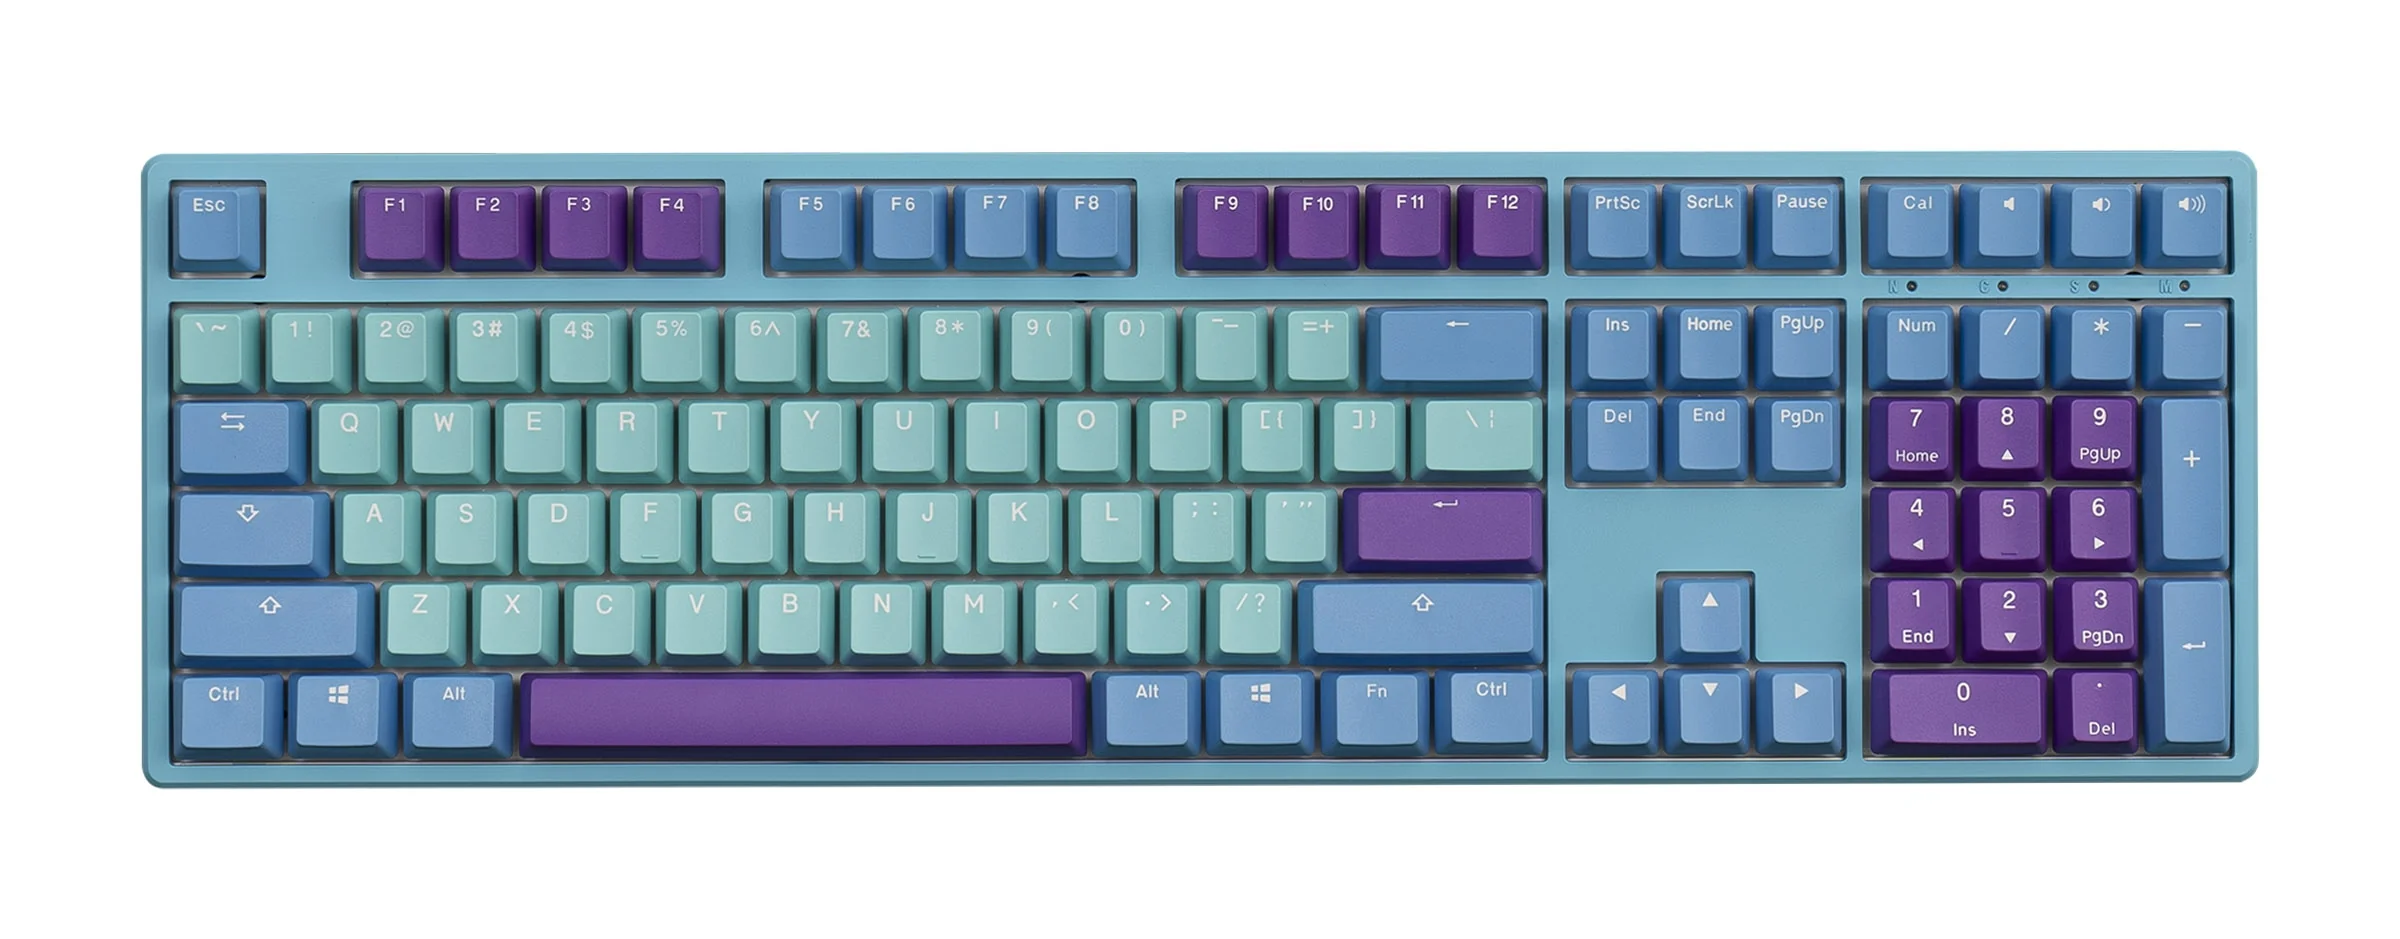 Esc F1 F2 F3 F4 F5 F6 F7 F8 F9 F10 F11 F12 PrtSc ScrLk Pause Cal
N C S M
`~ 1! 2@ 3# 4$ 5% 6^ 7& 8* 9( 0) -_ =+ ← Ins Home PgUp Num / * -
Q W E R T Y U I O P [{ ]} \¦ Del End PgDn 7 8 9 +
Home ▲ PgUp
A S D F G H J K L ;: '" 4 5 6
◀ ▶
Z X C V B N M ,< .> /? ▲ 1 2 3
End ▼ PgDn
Ctrl Alt Alt Fn Ctrl ◀ ▼ ▶ 0 .
Ins Del